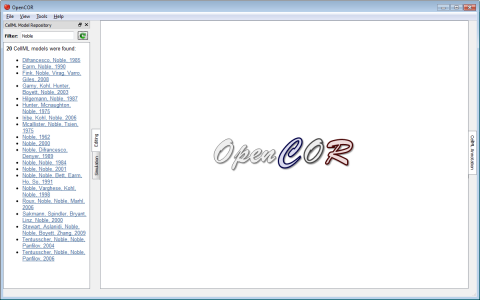 OpenCOR
File View Tools Help
CellML Model Repository
Filter: Noble
20 CellML models were found:
Difrancesco, Noble, 1985
Earm, Noble, 1990
Fink, Noble, Virag, Varro,
Giles, 2008
Garny, Kohl, Hunter,
Boyett, Noble, 2003
Hilgemann, Noble, 1987
Hunter, Mcnaughton,
Noble, 1975
Iribe, Kohl, Noble, 2006
Mcallister, Noble, Tsien,
1975
Noble, 1962
Noble, 2000
Noble, Difrancesco,
Denyer, 1989
Noble, Noble, 1984
Noble, Noble, 2001
Noble, Noble, Bett, Earm,
Ho, So, 1991
Noble, Varghese, Kohl,
Noble, 1998
Roux, Noble, Noble, Marhl,
2006
Sakmann, Spindler, Bryant,
Linz, Noble, 2000
Stewart, Aslanidi, Noble,
Noble, Boyett, Zhang, 2009
Tentusscher, Noble, Noble,
Panfilov, 2004
Tentusscher, Noble, Noble,
Panfilov, 2006
Editing
Simulation
OpenCOR
CellML Annotation